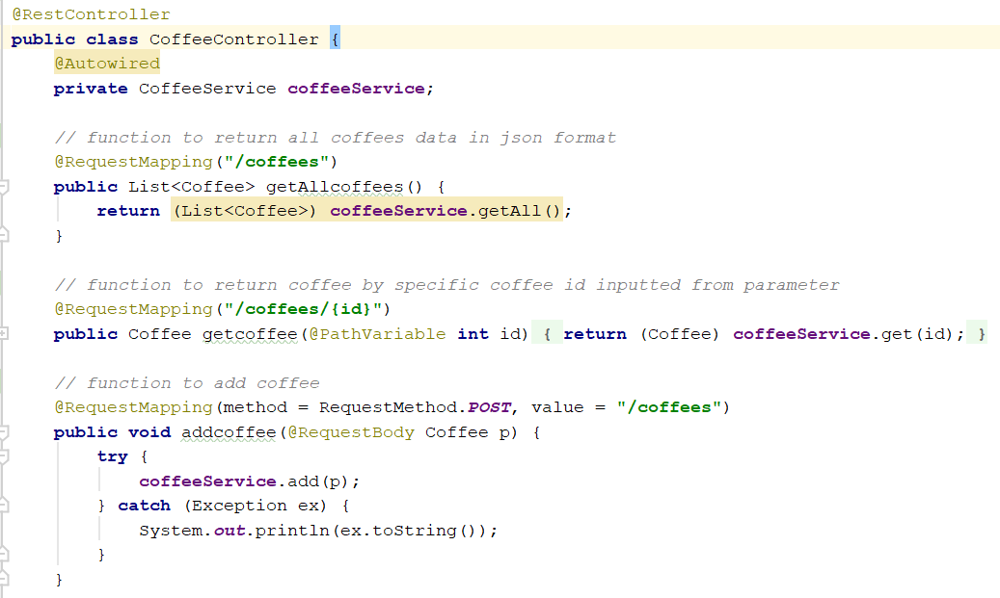 @RestController
public class CoffeeController {
@Autowired
private CoffeeService coffeeService;
// function to return all coffees data in json format
@RequestMapping("/coffees")
public List<Coffee> getAllcoffees() {
return (List<Coffee>) coffeeService.getAll();
}
// function to return coffee by specific coffee id inputted from parameter
@RequestMapping("/coffees/{id}")
public Coffee getcoffee(@PathVariable int id) { return (Coffee) coffeeService.get(id); }
// function to add coffee
@RequestMapping(method = RequestMethod.POST, value = "/coffees")
public void addcoffee(@RequestBody Coffee p) {
try {
coffeeService.add(p);
} catch (Exception ex) {
System.out.println(ex.toString());
}
}